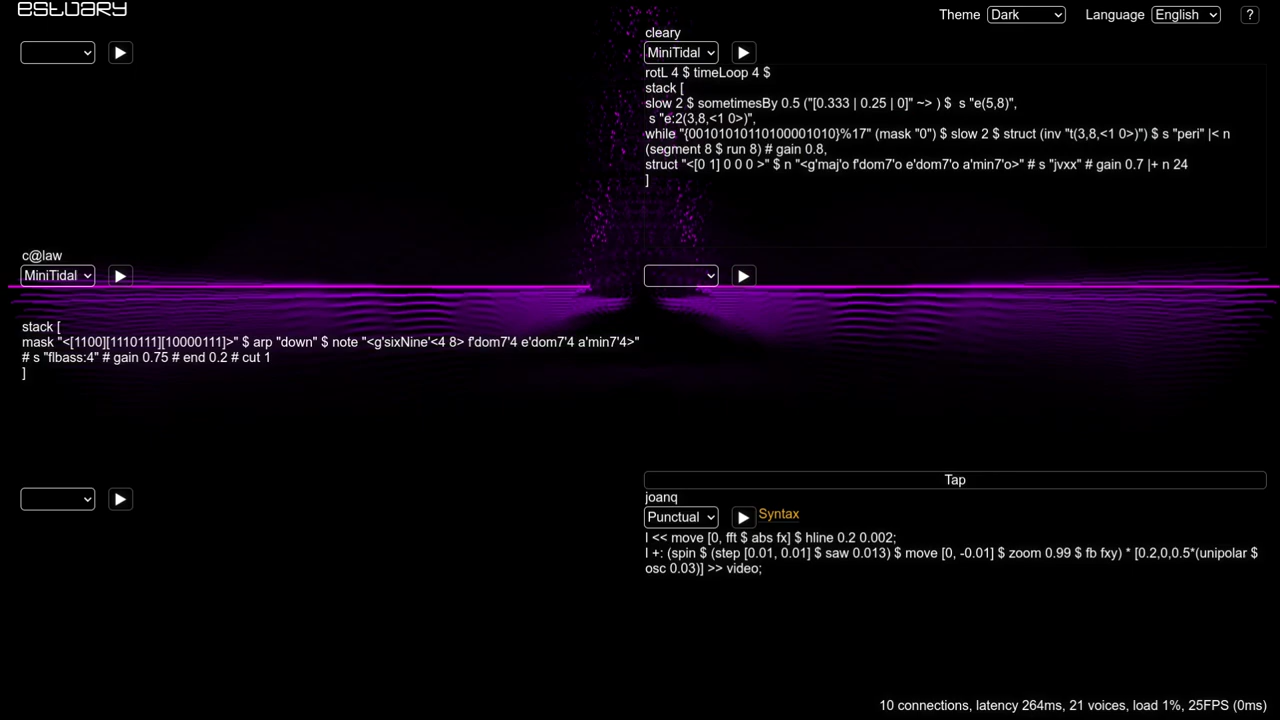 estuary
Theme Dark Language English ?
cleary
MiniTidal
rotL 4 $ timeLoop 4 $
stack [
slow 2 $ sometimesBy 0.5 ("[0.333 | 0.25 | 0]" ~> ) $  s "e(5,8)",
s "e:2(3,8,<1 0>)",
while "{00101010110100001010}%17" (mask "0") $ slow 2 $ struct (inv "t(3,8,<1 0>)") $ s "peri" |< n
(segment 8 $ run 8) # gain 0.8,
struct "<[0 1] 0 0 0 >" $ n "<g'maj'o f'dom7'o e'dom7'o a'min7'o>" # s "jvxx" # gain 0.7 |+ n 24
]
c@law
MiniTidal
stack [
mask "<[1100][1110111][10000111]>" $ arp "down" $ note "<g'sixNine'<4 8> f'dom7'4 e'dom7'4 a'min7'4>"
# s "flbass:4" # gain 0.75 # end 0.2 # cut 1
]
Tap
joanq
Punctual Syntax
l << move [0, fft $ abs fx] $ hline 0.2 0.002;
l +: (spin $ (step [0.01, 0.01] $ saw 0.013) $ move [0, -0.01] $ zoom 0.99 $ fb fxy) * [0.2,0,0.5*(unipolar $
osc 0.03)] >> video;
10 connections, latency 264ms, 21 voices, load 1%, 25FPS (0ms)